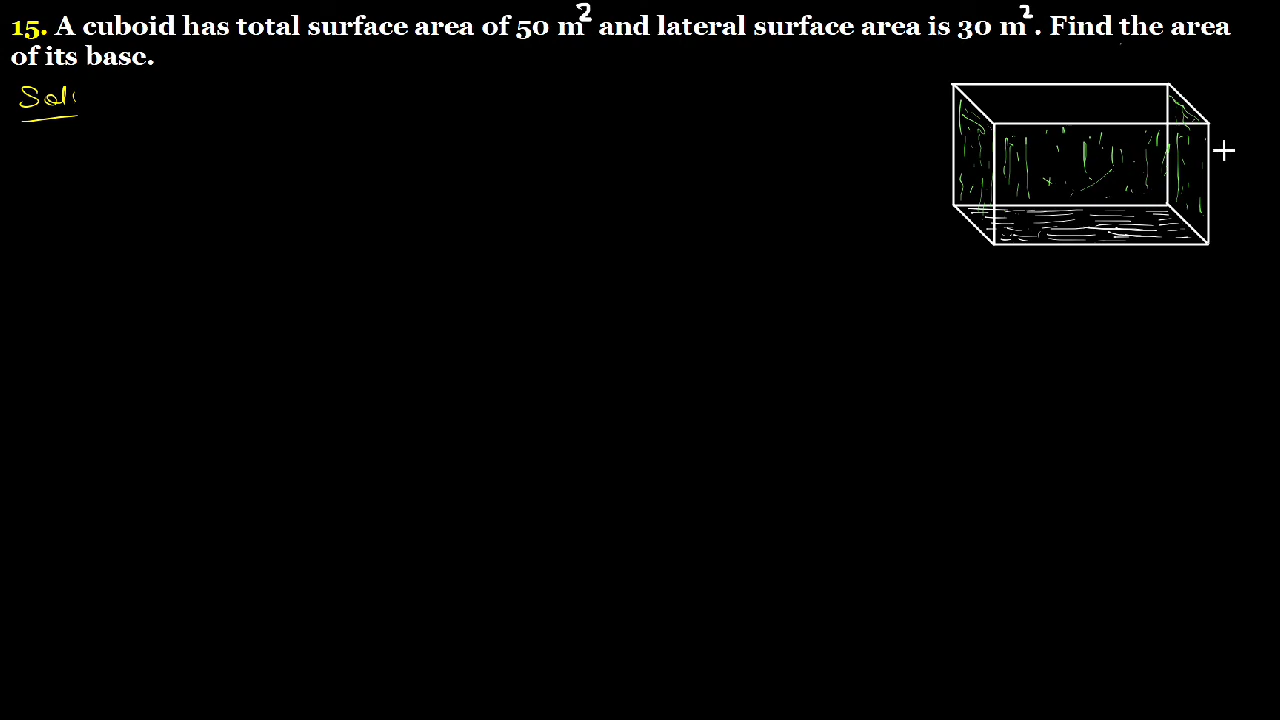 15. A cuboid has total surface area of 50 m² and lateral surface area is 30 m². Find the area
of its base.
Sol